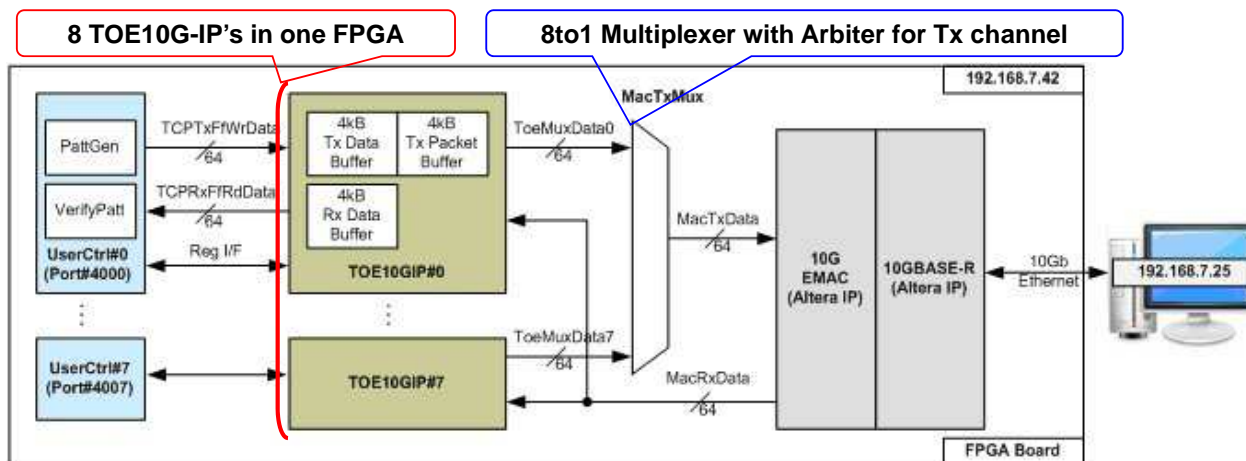 8 TOE10G-IP's in one FPGA
8to1 Multiplexer with Arbiter for Tx channel
192.168.7.42
MacTxMux
PattGen
TCPTxFfWrData
64
4kB
Tx Data
Buffer
4kB
Tx Packet
Buffer
ToeMuxData0
64
VerifyPatt
TCPRxFfRdData
64
4kB
Rx Data
Buffer
UserCtrl#0
(Port#4000)
Reg I/F
TOE10GIP#0
MacTxData
64
10G
EMAC
(Altera IP)
10GBASE-R
(Altera IP)
10Gb
Ethernet
192.168.7.25
UserCtrl#7
(Port#4007)
TOE10GIP#7
ToeMuxData7
64
MacRxData
64
FPGA Board